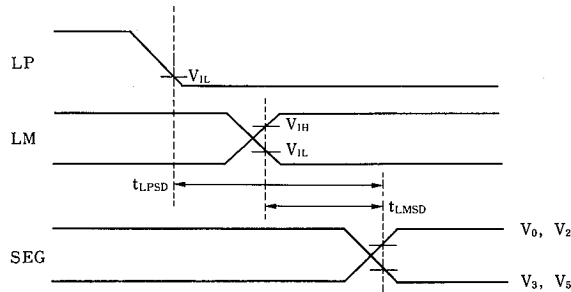 LP
V_IL
LM
V_IH
V_IL
t_LPSD
t_LMSD
SEG
V_0, V_2
V_3, V_5